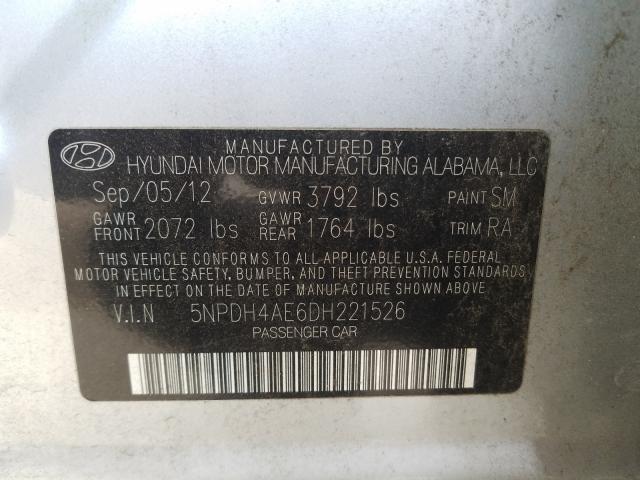 MANUFACTURED BY
HYUNDAI MOTOR MANUFACTURING ALABAMA, LLC
Sep/05/12 GVWR 3792 lbs PAINT SM
GAWR FRONT 2072 lbs GAWR REAR 1764 lbs TRIM RA
THIS VEHICLE CONFORMS TO ALL APPLICABLE U.S.A. FEDERAL
MOTOR VEHICLE SAFETY, BUMPER, AND THEFT PREVENTION STANDARDS
IN EFFECT ON THE DATE OF MANUFACTURE SHOWN ABOVE.
V.I.N 5NPDH4AE6DH221526
PASSENGER CAR